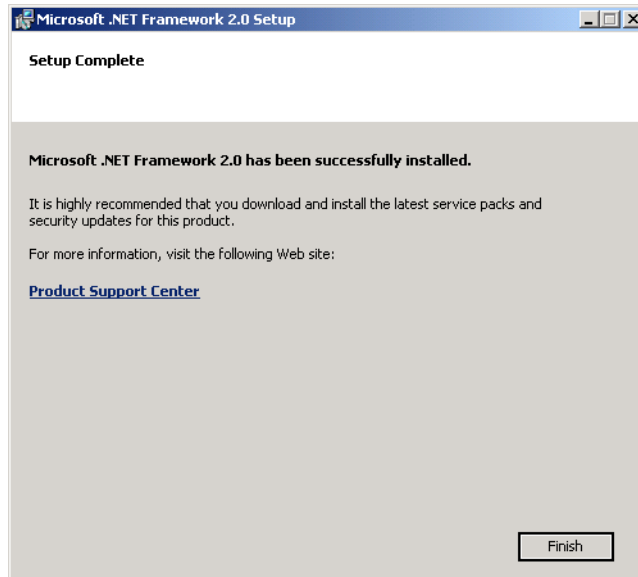 Microsoft .NET Framework 2.0 Setup
Setup Complete
Microsoft .NET Framework 2.0 has been successfully installed.
It is highly recommended that you download and install the latest service packs and
security updates for this product.
For more information, visit the following Web site:
Product Support Center
Finish